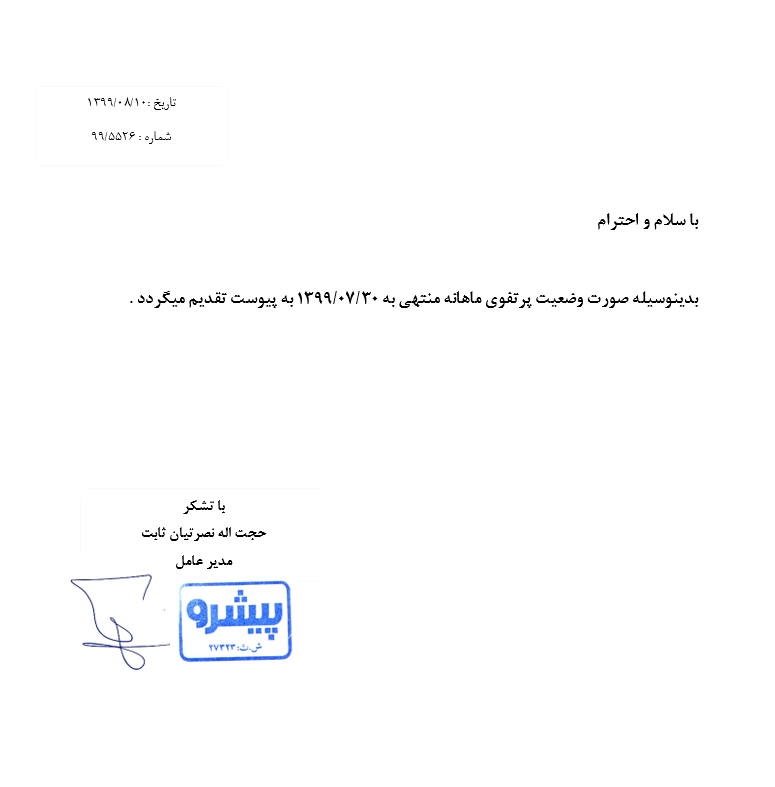 تاریخ :۱۳۹۹/۰۸/۱۰
شماره : ۹۹/۵۵۲۶
با سلام و احترام
بدینوسیله صورت وضعیت پرتفوی ماهانه منتهی به ۱۳۹۹/۰۷/۳۰ به پیوست تقدیم میگردد .
با تشکر
حجت اله نصرتیان ثابت
مدیر عامل
پیشرو
ش.ث: ۲۷۳۲۳